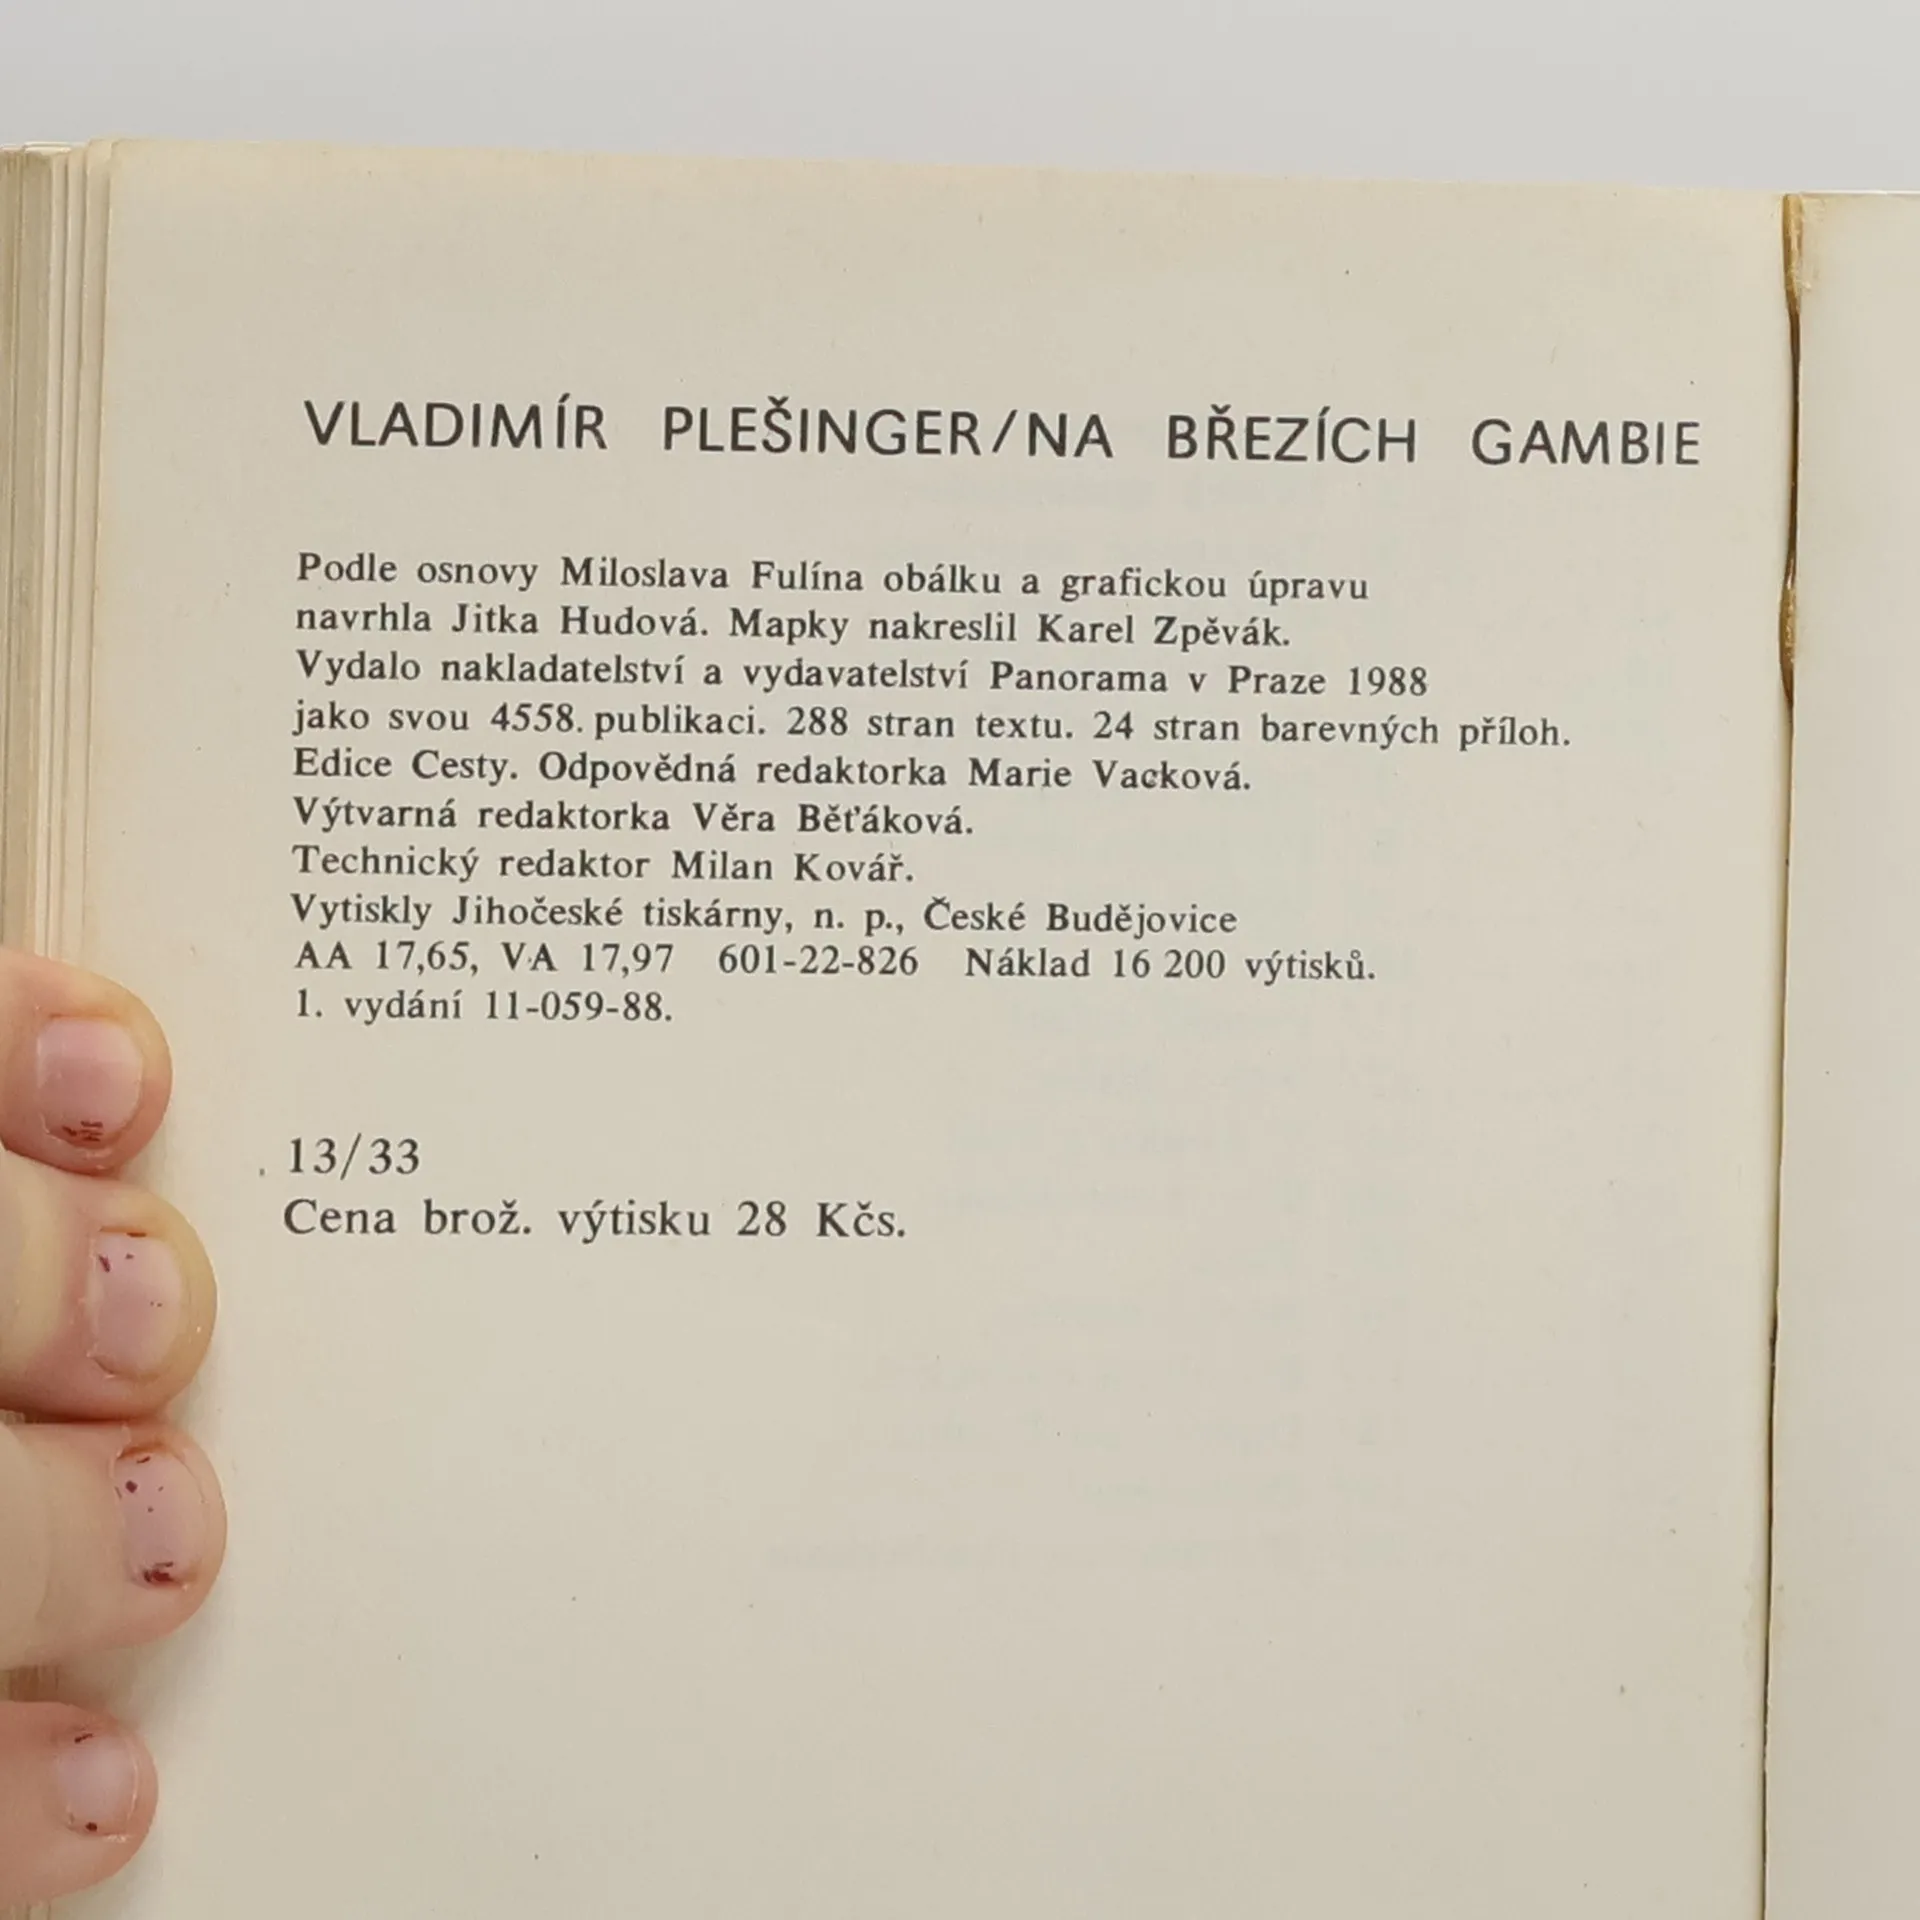 VLADIMÍR PLEŠINGER/NA BŘEZÍCH GAMBIE
Podle osnovy Miloslava Fulína obálku a grafickou úpravu
navrhla Jitka Hudová. Mapky nakreslil Karel Zpěvák.
Vydalo nakladatelství a vydavatelství Panorama v Praze 1988
jako svou 4558. publikaci. 288 stran textu. 24 stran barevných příloh.
Edice Cesty. Odpovědná redaktorka Marie Vacková.
Výtvarná redaktorka Věra Běťáková.
Technický redaktor Milan Kovář.
Vytiskly Jihočeské tiskárny, n. p., České Budějovice
AA 17,65, VA 17,97 601-22-826 Náklad 16 200 výtisků.
1. vydání 11-059-88.
13/33
Cena brož. výtisku 28 Kčs.